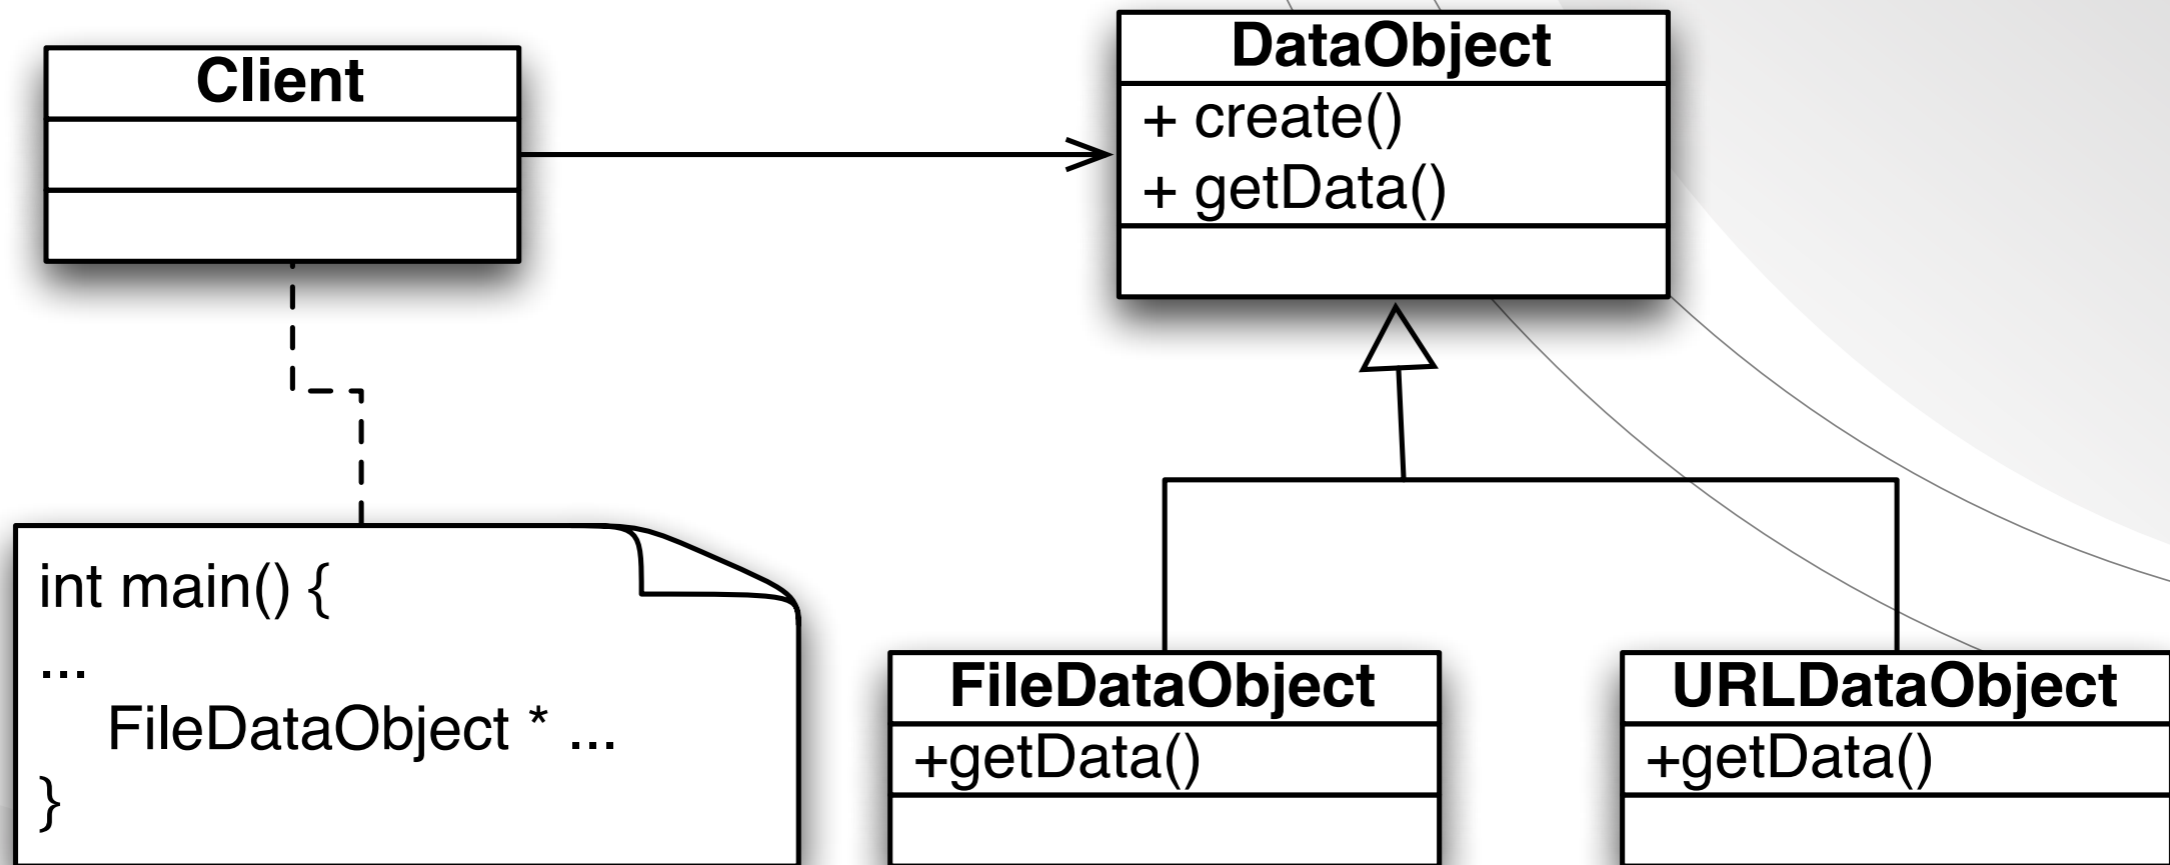 Client
DataObject
+ create()
+ getData()
int main() {
...
FileDataObject * ...
}
FileDataObject
+getData()
URLDataObject
+getData()